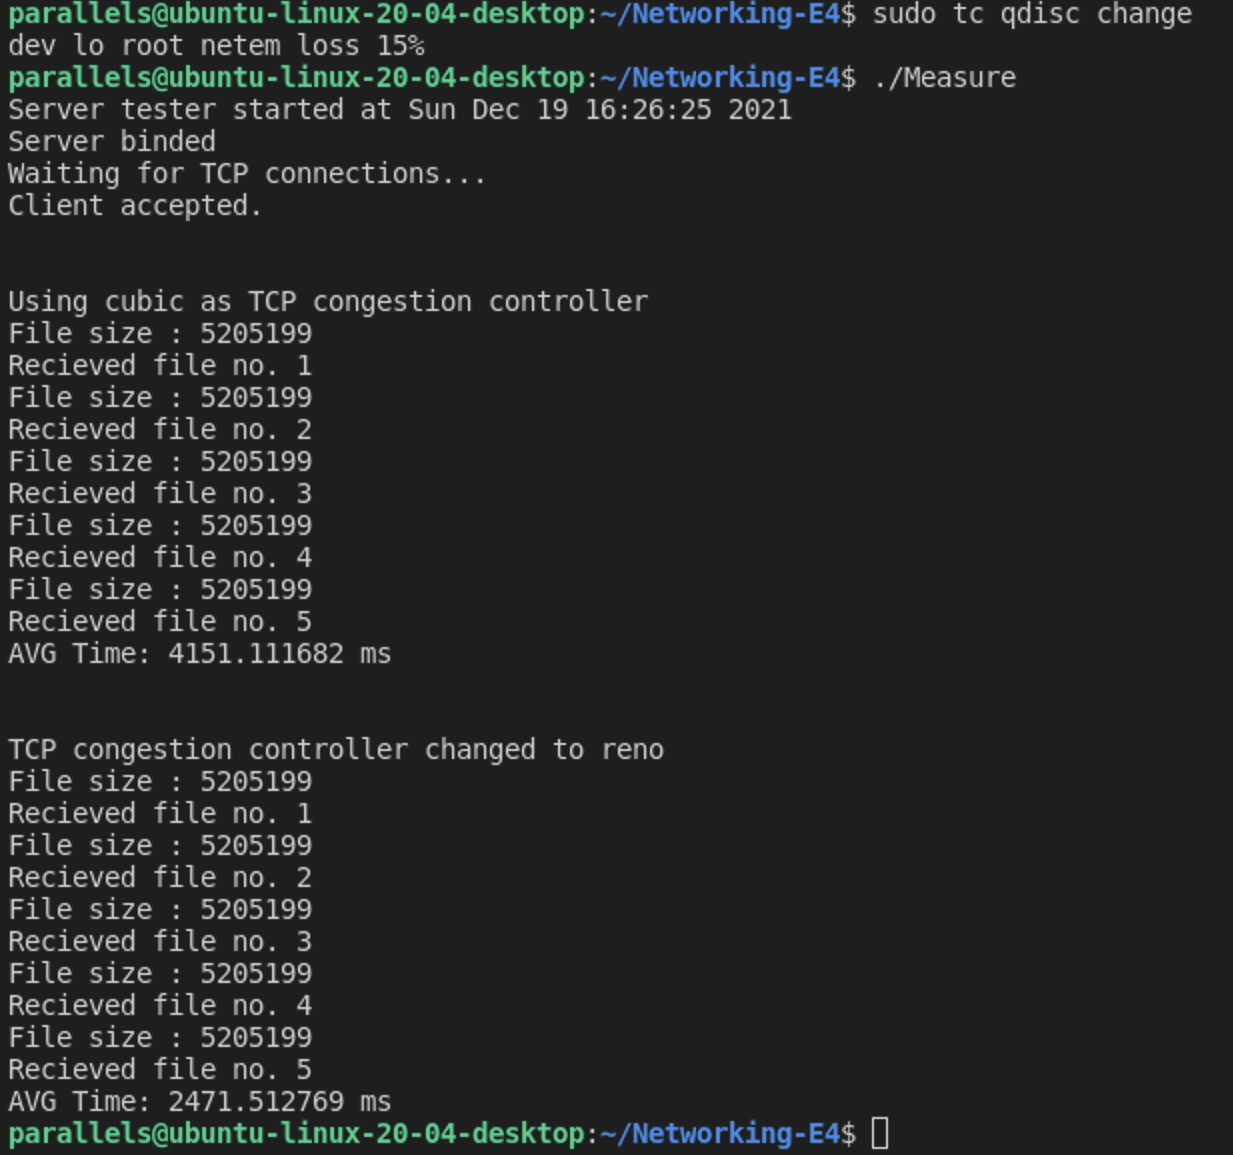 parallels@ubuntu-linux-20-04-desktop:~/Networking-E4$ sudo tc qdisc change
dev lo root netem loss 15%
parallels@ubuntu-linux-20-04-desktop:~/Networking-E4$ ./Measure
Server tester started at Sun Dec 19 16:26:25 2021
Server binded
Waiting for TCP connections...
Client accepted.
Using cubic as TCP congestion controller
File size : 5205199
Recieved file no. 1
File size : 5205199
Recieved file no. 2
File size : 5205199
Recieved file no. 3
File size : 5205199
Recieved file no. 4
File size : 5205199
Recieved file no. 5
AVG Time: 4151.111682 ms
TCP congestion controller changed to reno
File size : 5205199
Recieved file no. 1
File size : 5205199
Recieved file no. 2
File size : 5205199
Recieved file no. 3
File size : 5205199
Recieved file no. 4
File size : 5205199
Recieved file no. 5
AVG Time: 2471.512769 ms
parallels@ubuntu-linux-20-04-desktop:~/Networking-E4$